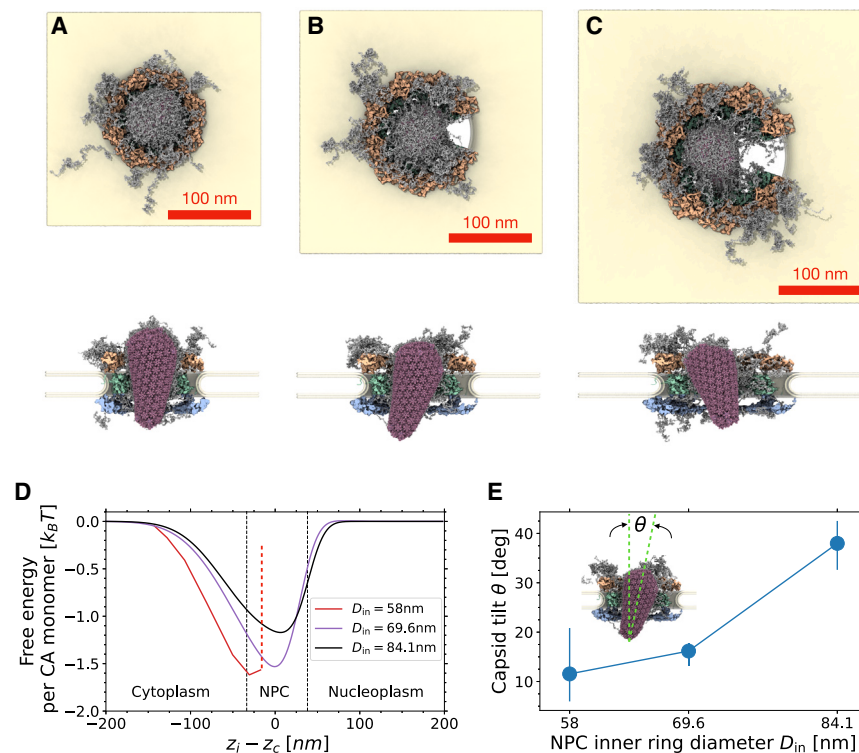 A
B
C
100 nm
100 nm
100 nm
D
0.0
−0.5
−1.0
−1.5
−2.0
Free energy
per CA monomer [k_BT]
D_in = 58nm
D_in = 69.6nm
D_in = 84.1nm
Cytoplasm
NPC
Nucleoplasm
−200
−100
0
100
200
z_i − z_c [nm]
E
θ
40
30
20
10
Capsid tilt θ [deg]
58
69.6
84.1
NPC inner ring diameter D_in [nm]